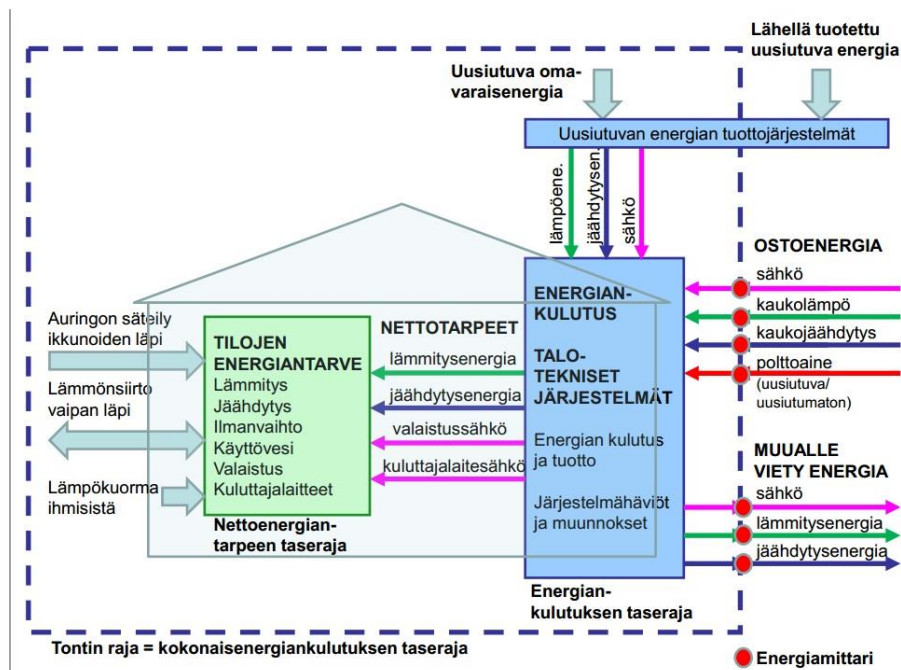 Lähellä tuotettu
uusiutuva energia
Uusiutuva oma-
varaisenergia
Uusiutuvan energian tuottojärjestelmät
lämpöene.
jäähdytysen.
sähkö
OSTOENERGIA
sähkö
kaukolämpö
kaukojäähdytys
polttoaine
(uusiutuva/
uusiutumaton)
ENERGIAN-
KULUTUS
TALO-
TEKNISET
JÄRJESTELMÄT
Energian kulutus
ja tuotto
Järjestelmähäviöt
ja muunnokset
Energian-
kulutuksen taseraja
NETTOTARPEET
lämmitysenergia
jäähdytysenergia
valaistussähkö
kuluttajalaitesähkö
Auringon säteily
ikkunoiden läpi
Lämmönsiirto
vaipan läpi
Lämpökuorma
ihmisistä
TILOJEN
ENERGIANTARVE
Lämmitys
Jäähdytys
Ilmanvaihto
Käyttövesi
Valaistus
Kuluttajalaitteet
Nettoenergian-
tarpeen taseraja
MUUALLE
VIETY ENERGIA
sähkö
lämmitysenergia
jäähdytysenergia
Tontin raja = kokonaisenergiankulutuksen taseraja
Energiamittari